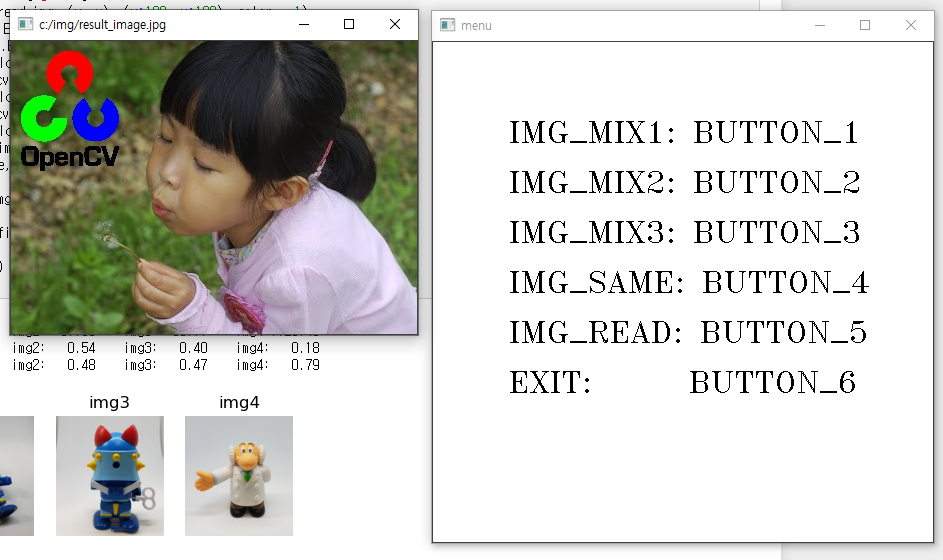 c:/img/result_image.jpg
OpenCV
menu
IMG_MIX1: BUTTON_1
IMG_MIX2: BUTTON_2
IMG_MIX3: BUTTON_3
IMG_SAME: BUTTON_4
IMG_READ: BUTTON_5
EXIT: BUTTON_6
img2: 0.54 img3: 0.40 img4: 0.18
img2: 0.48 img3: 0.47 img4: 0.79
img3 img4